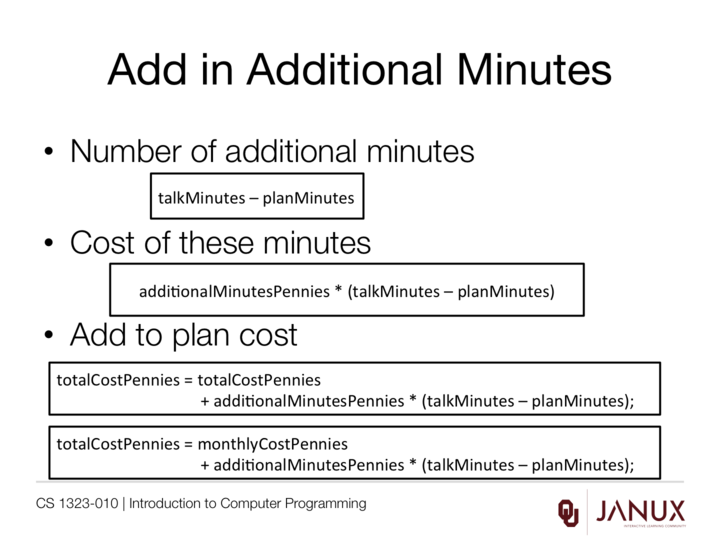 Add in Additional Minutes
• Number of additional minutes
talkMinutes – planMinutes
• Cost of these minutes
additionalMinutesPennies * (talkMinutes – planMinutes)
• Add to plan cost
totalCostPennies = totalCostPennies
+ additionalMinutesPennies * (talkMinutes – planMinutes);
totalCostPennies = monthlyCostPennies
+ additionalMinutesPennies * (talkMinutes – planMinutes);
CS 1323-010 | Introduction to Computer Programming
OU
JANUX
INTERACTIVE LEARNING COMMUNITY